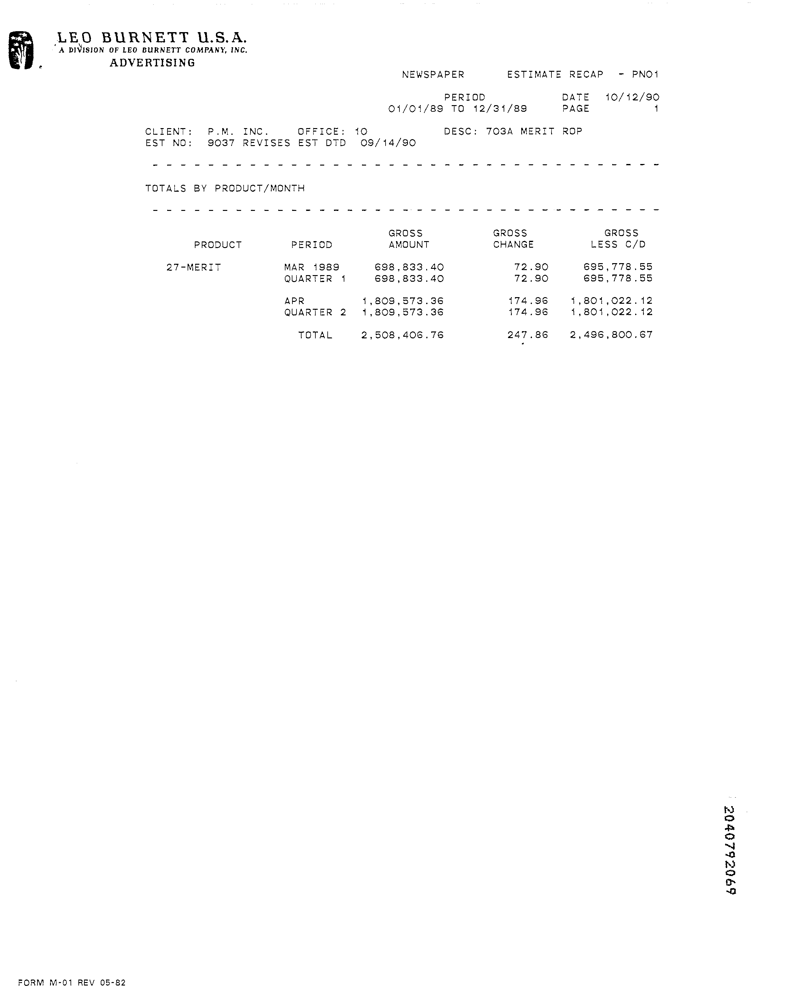 LEO BURNETT U.S.A.
A DIVISION OF LEO BURNETT COMPANY, INC.
ADVERTISING
NEWSPAPER ESTIMATE RECAP - PNO1
PERIOD DATE 10/12/90
01/01/89 TO 12/31/89 PAGE 1
CLIENT: P.M. INC. OFFICE: 10 DESC: 703A MERIT ROP
EST NO: 9037 REVISES EST DTD 09/14/90
- - - - - - - - - - - - - - - - - - - - - - - - - - - - - - - - - - - - -
TOTALS BY PRODUCT/MONTH
- - - - - - - - - - - - - - - - - - - - - - - - - - - - - - - - - - - - -
GROSS GROSS GROSS
PRODUCT PERIOD AMOUNT CHANGE LESS C/D
27-MERIT MAR 1989 698,833.40 72.90 695,778.55
QUARTER 1 698,833.40 72.90 695,778.55
APR 1,809,573.36 174.96 1,801,022.12
QUARTER 2 1,809,573.36 174.96 1,801,022.12
TOTAL 2,508,406.76 247.86 2,496,800.67
2040792069
FORM M-01 REV 05-82